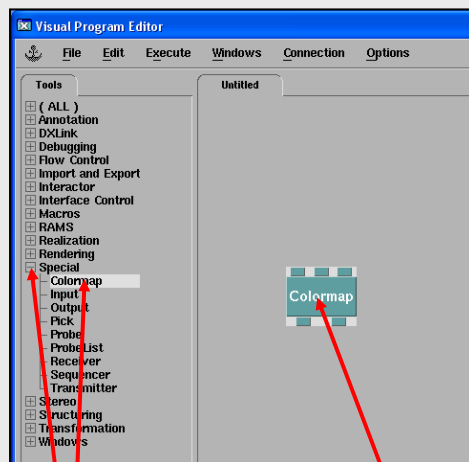 Visual Program Editor
File Edit Execute Windows Connection Options
Tools
Untitled
( ALL )
Annotation
DXLink
Debugging
Flow Control
Import and Export
Interactor
Interface Control
Macros
RAMS
Realization
Rendering
Special
Colormap
Input
Output
Pick
Probe
ProbeList
Receiver
Sequencer
Transmitter
Stereo
Structuring
Transformation
Windows
Colormap